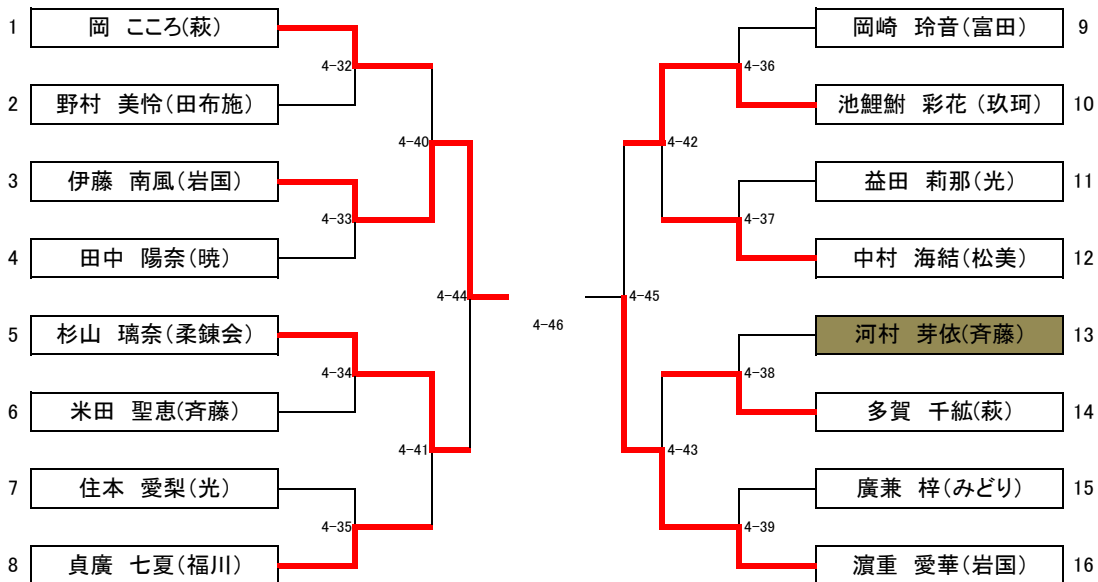 1 岡 こころ(萩)
4-32
2 野村 美怜(田布施)
4-40
3 伊藤 南風(岩国)
4-33
4 田中 陽奈(暁)
4-44
5 杉山 璃奈(柔錬会)
4-34
6 米田 聖恵(斉藤)
4-41
7 住本 愛梨(光)
4-35
8 貞廣 七夏(福川)
4-46
岡崎 玲音(富田) 9
4-36
池鯉鮒 彩花 (玖珂) 10
4-42
益田 莉那(光) 11
4-37
中村 海結(松美) 12
4-45
河村 芽依(斉藤) 13
4-38
多賀 千紘(萩) 14
4-43
廣兼 梓(みどり) 15
4-39
濵重 愛華(岩国) 16